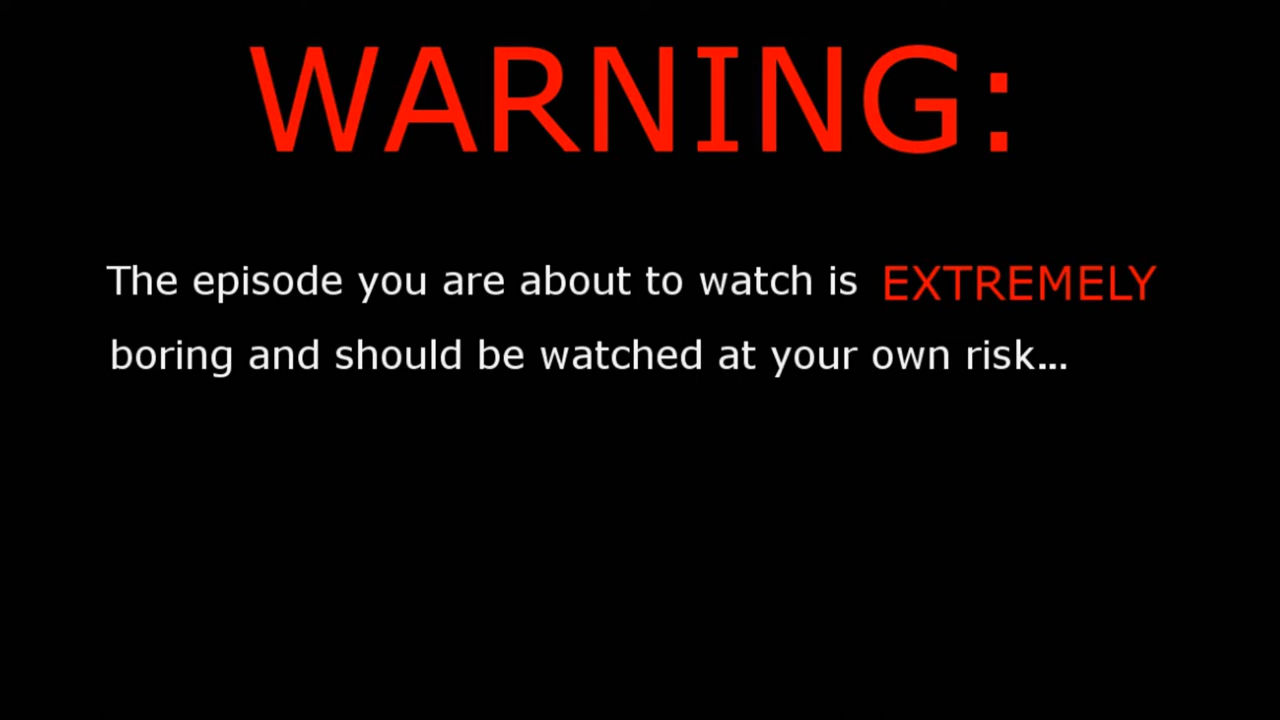 WARNING:
The episode you are about to watch is EXTREMELY
boring and should be watched at your own risk...